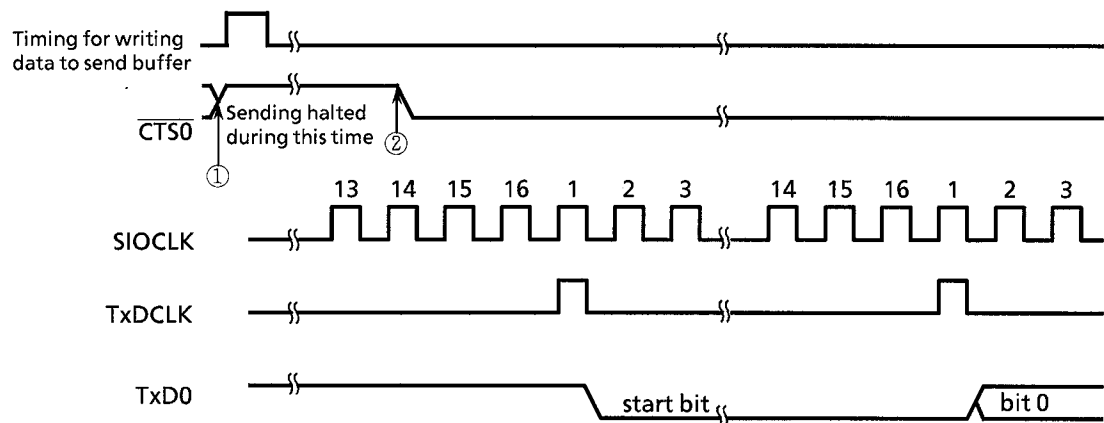 Timing for writing
data to send buffer
CTS0
Sending halted
during this time
①
②
13 14 15 16 1 2 3 14 15 16 1 2 3
SIOCLK
TxDCLK
TxD0
start bit
bit 0